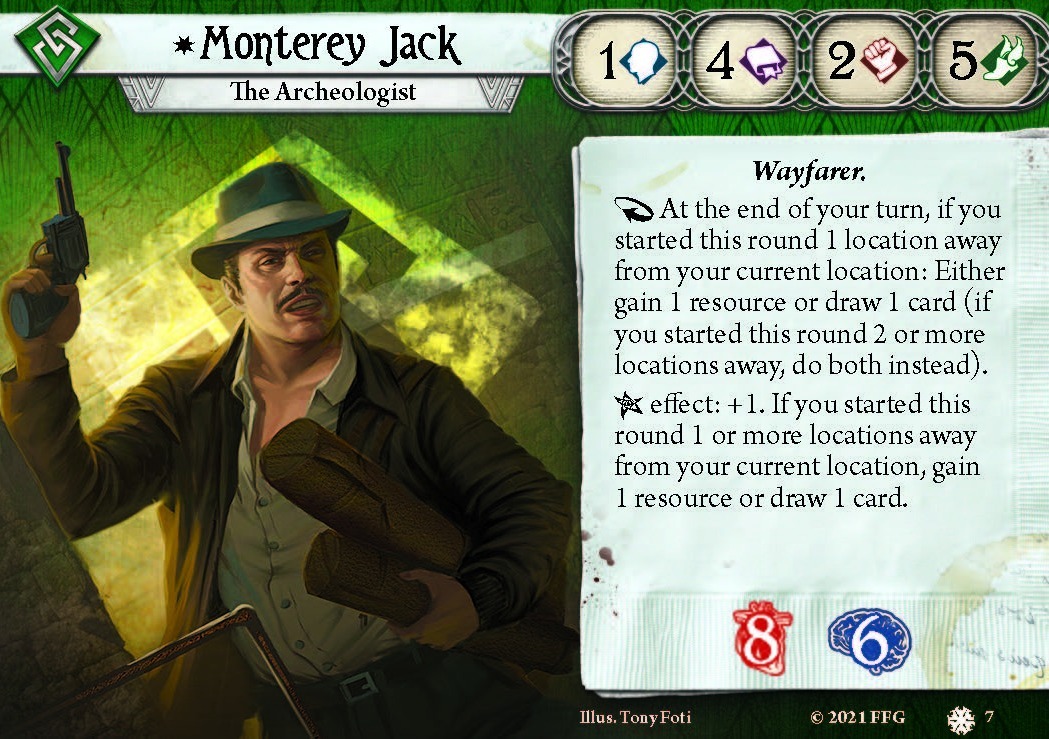 Monterey Jack
The Archeologist
1 4 2 5
Wayfarer.
At the end of your turn, if you
started this round 1 location away
from your current location: Either
gain 1 resource or draw 1 card (if
you started this round 2 or more
locations away, do both instead).
effect: +1. If you started this
round 1 or more locations away
from your current location, gain
1 resource or draw 1 card.
8 6
Illus. Tony Foti © 2021 FFG 7